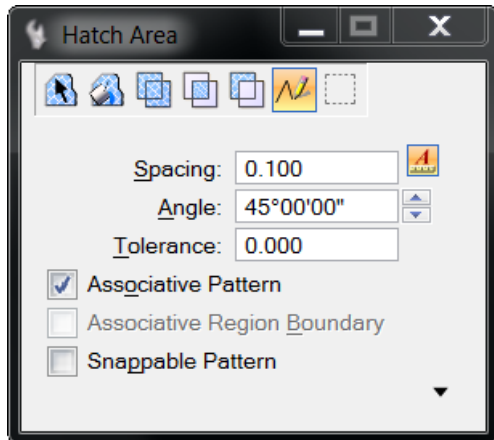 Hatch Area
Spacing: 0.100
Angle: 45°00'00"
Tolerance: 0.000
Associative Pattern
Associative Region Boundary
Snappable Pattern